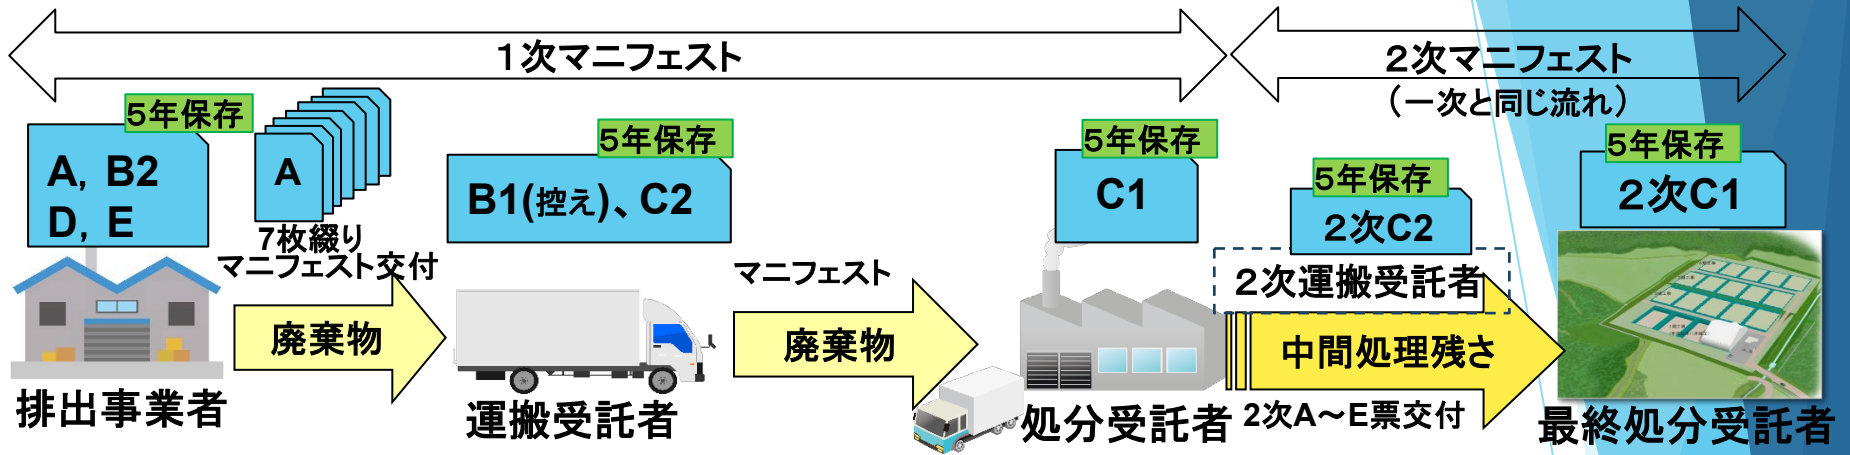 １次マニフェスト
２次マニフェスト
（一次と同じ流れ）
５年保存
A, B2
D, E
A
7枚綴り
マニフェスト交付
廃棄物
排出事業者
５年保存
B1(控え)、C2
運搬受託者
マニフェスト
廃棄物
５年保存
C1
処分受託者
５年保存
２次C2
２次運搬受託者
中間処理残さ
2次A～E票交付
５年保存
２次C1
最終処分受託者